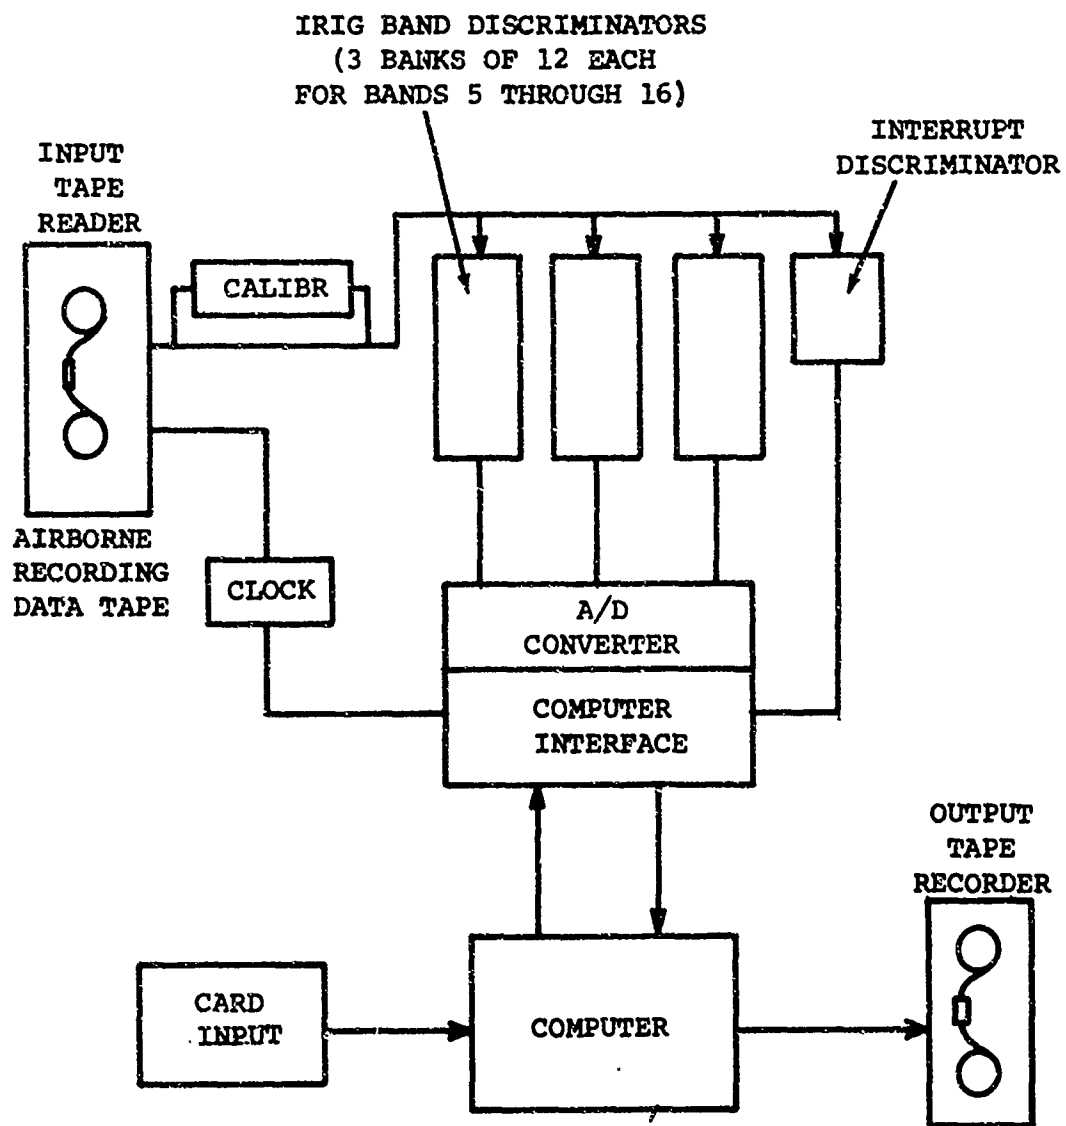 IRIG BAND DISCRIMINATORS
(3 BANKS OF 12 EACH
FOR BANDS 5 THROUGH 16)
INTERRUPT
DISCRIMINATOR
INPUT
TAPE
READER
CALIBR
AIRBORNE
RECORDING
DATA TAPE
CLOCK
A/D
CONVERTER
COMPUTER
INTERFACE
OUTPUT
TAPE
RECORDER
CARD
INPUT
COMPUTER